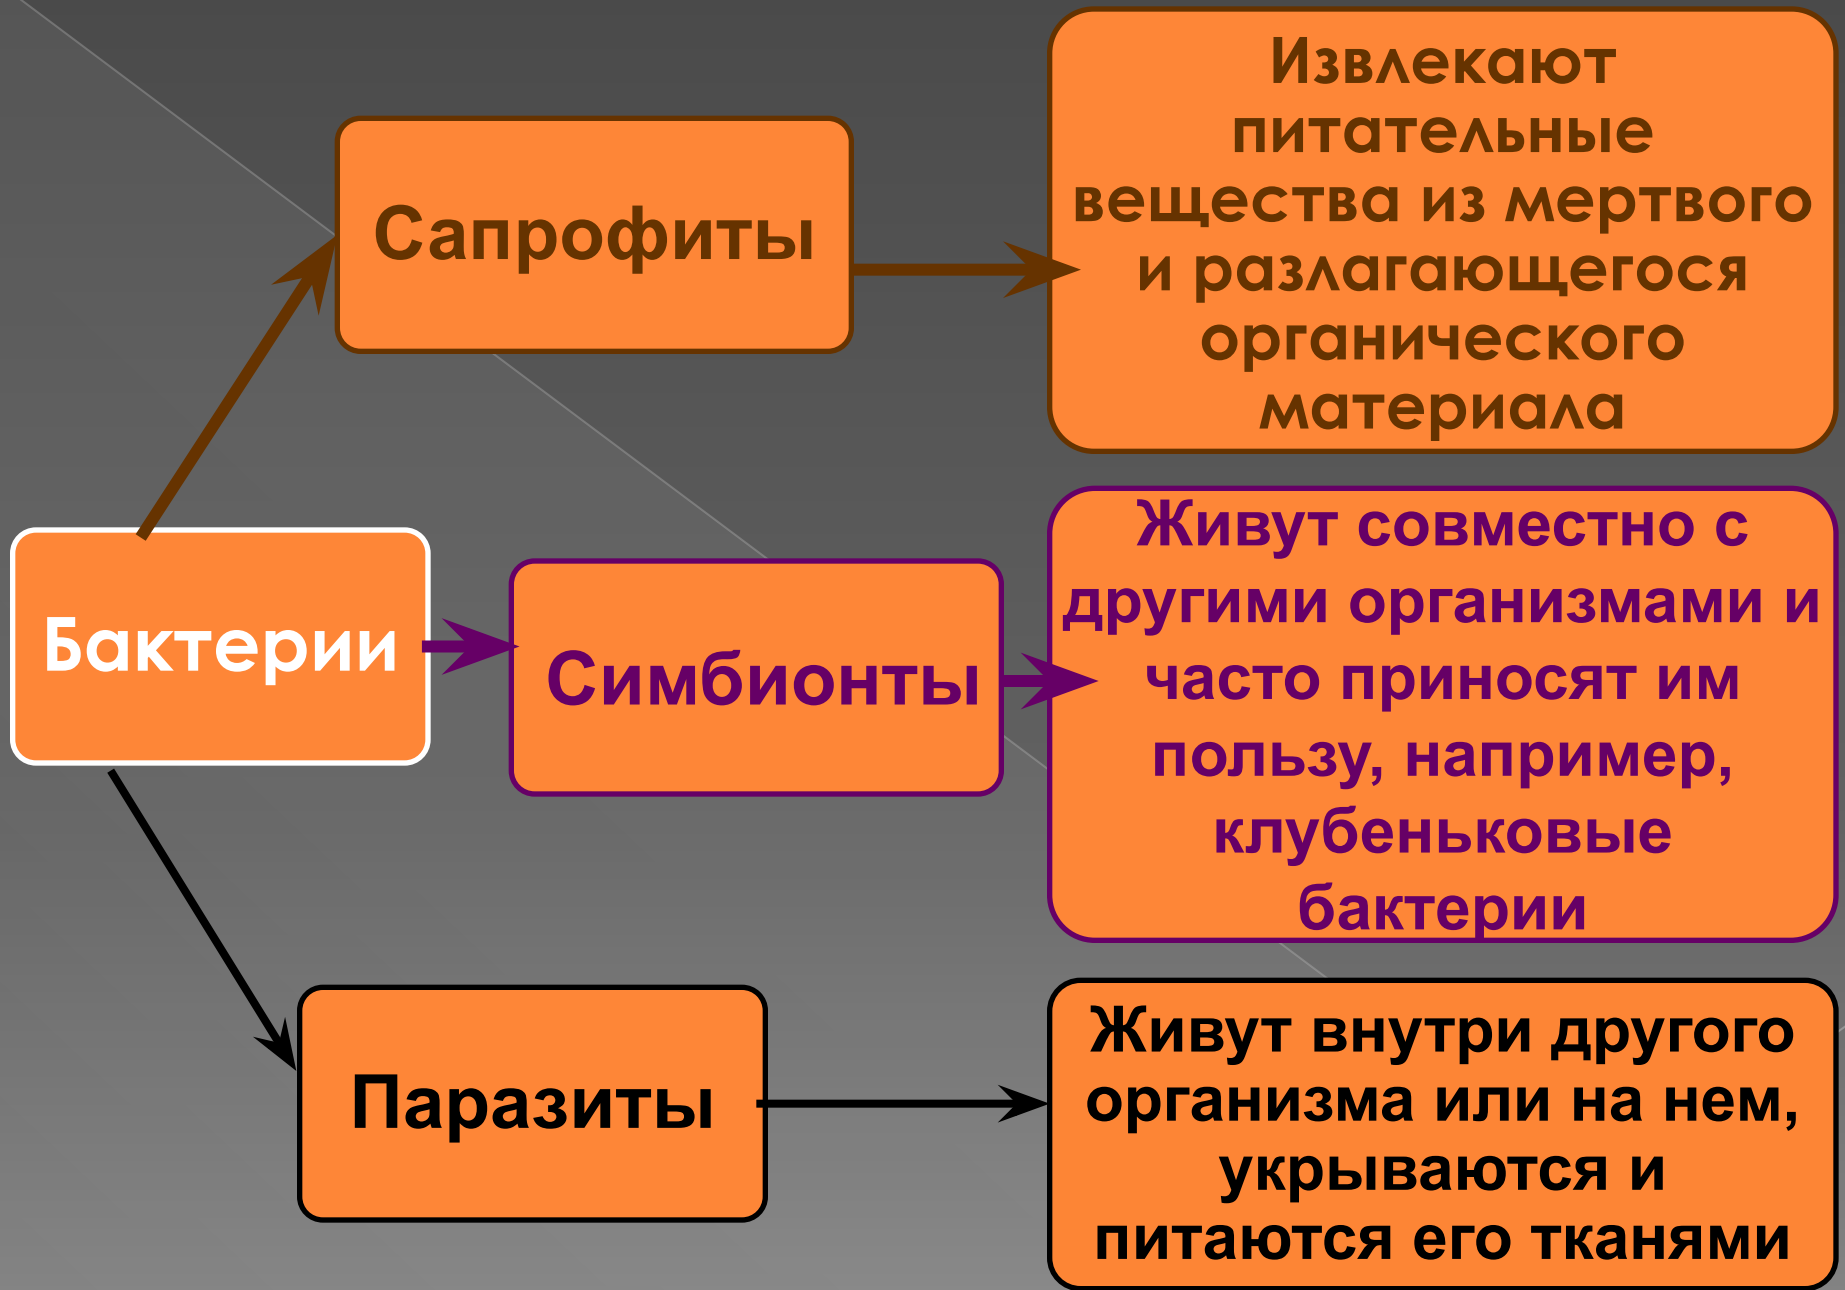 Бактерии
Сапрофиты
Извлекают
питательные
вещества из мертвого
и разлагающегося
органического
материала
Симбионты
Живут совместно с
другими организмами и
часто приносят им
пользу, например,
клубеньковые
бактерии
Паразиты
Живут внутри другого
организма или на нем,
укрываются и
питаются его тканями